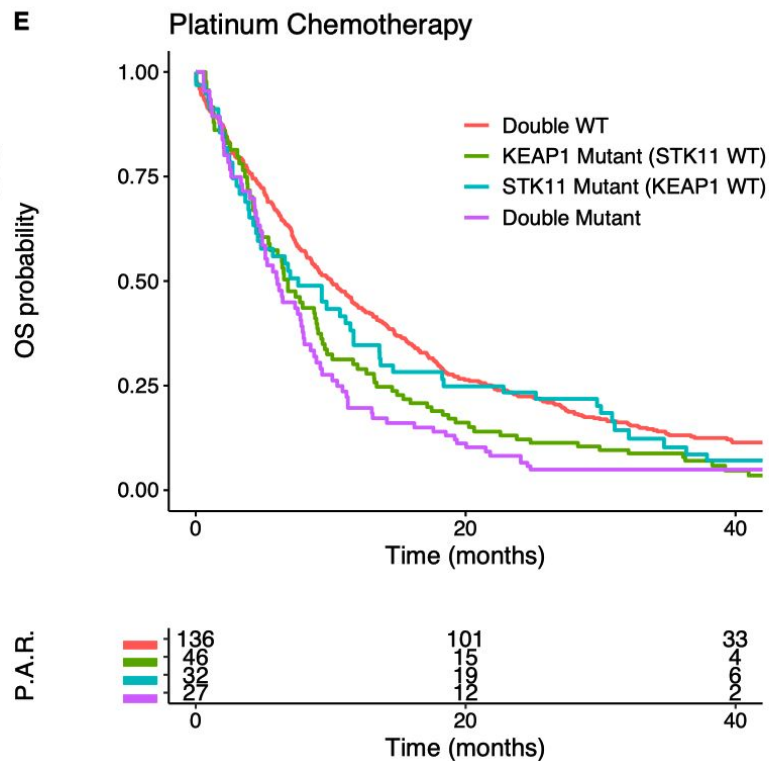 E
Platinum Chemotherapy
1.00
0.75
0.50
0.25
0.00
OS probability
Double WT
KEAP1 Mutant (STK11 WT)
STK11 Mutant (KEAP1 WT)
Double Mutant
0 20 40
Time (months)
P.A.R.
136 101 33
46 15 4
32 19 6
27 12 2
0 20 40
Time (months)